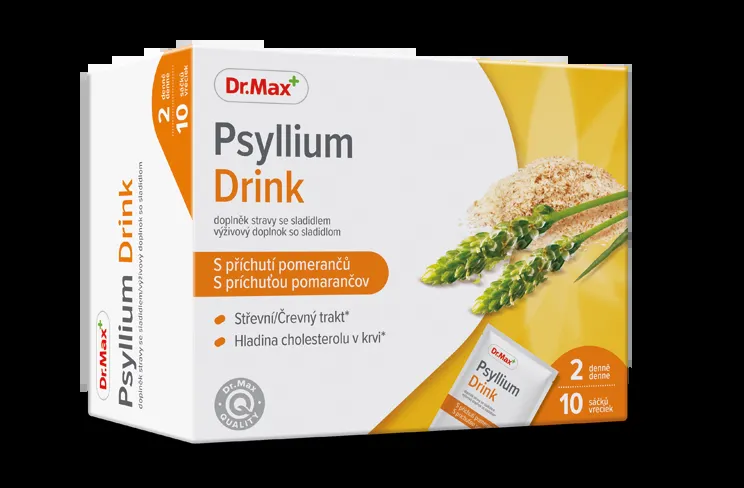 Dr.Max+
Psyllium
Drink
doplněk stravy se sladidlem
výživový doplnok so sladidlom
S příchutí pomerančů
S príchuťou pomarančov
Střevní/Črevný trakt*
Hladina cholesterolu v krvi*
Dr.Max
QUALITY
2 denně
denne
10 sáčků
vreciek
Dr.Max+
Psyllium
Drink
S příchutí pomerančů
2 denně
denne
10 sáčků
vreciek
Dr.Max+
Psyllium Drink
doplněk stravy se sladidlem/výživový doplnok so sladidlom